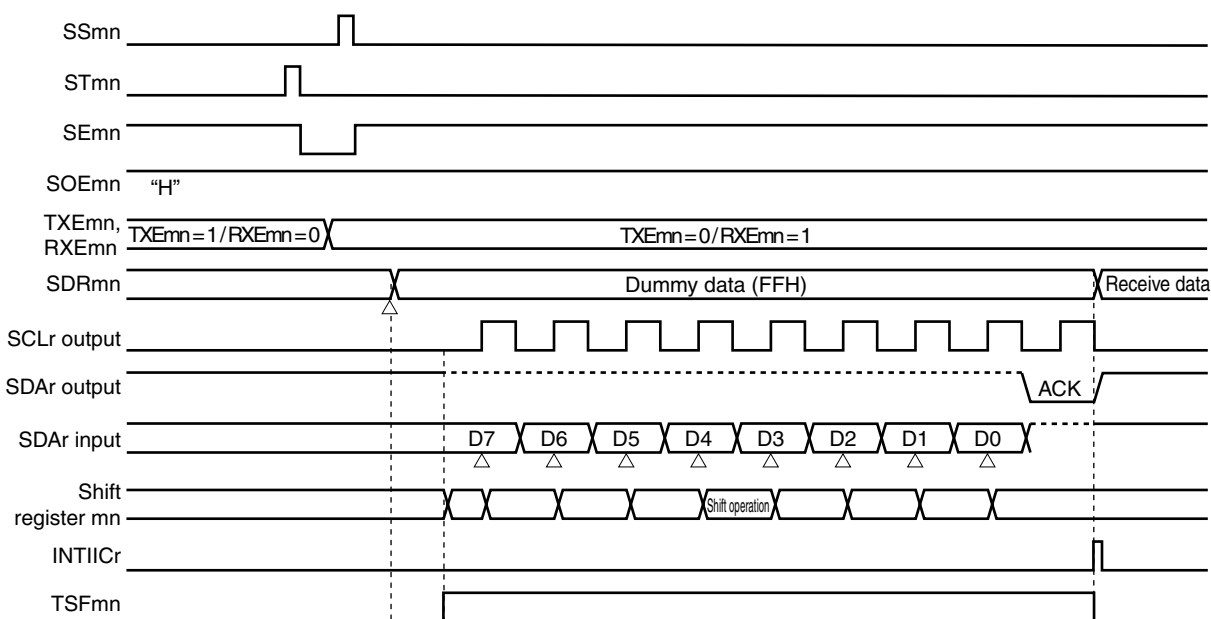 SSmn
STmn
SEmn
SOEmn “H”
TXEmn,
RXEmn
TXEmn=1/RXEmn=0 TXEmn=0/RXEmn=1
SDRmn Dummy data (FFH) Receive data
SCLr output
SDAr output ACK
SDAr input D7 D6 D5 D4 D3 D2 D1 D0
Shift
register mn
Shift operation
INTIICr
TSFmn